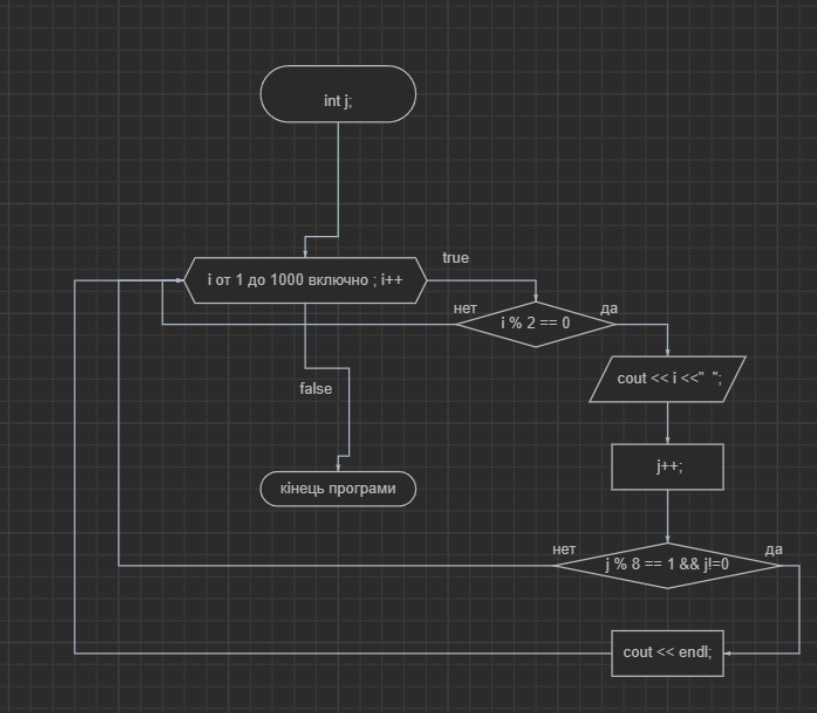 int j;
i от 1 до 1000 включно ; i++
true
нет
i % 2 == 0
да
cout << i <<"  ";
false
j++;
кінець програми
нет
j % 8 == 1 && j!=0
да
cout << endl;